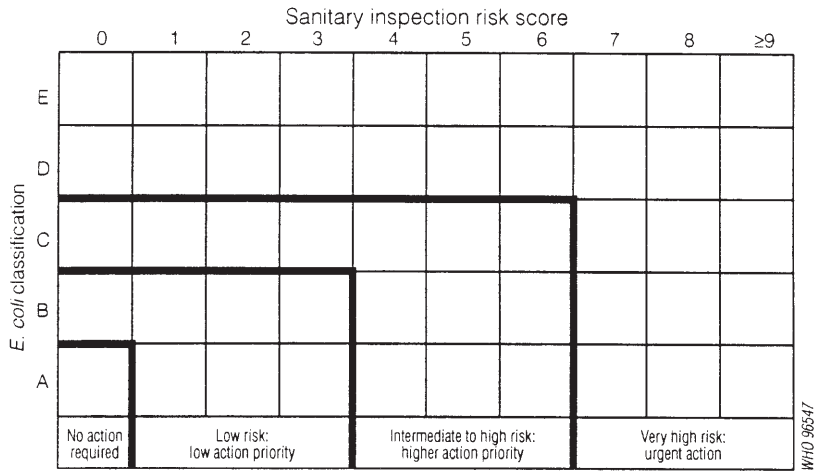 Sanitary inspection risk score
0 1 2 3 4 5 6 7 8 ≥9
E. coli classification
E
D
C
B
A
No action
required
Low risk:
low action priority
Intermediate to high risk:
higher action priority
Very high risk:
urgent action
WHO 96547